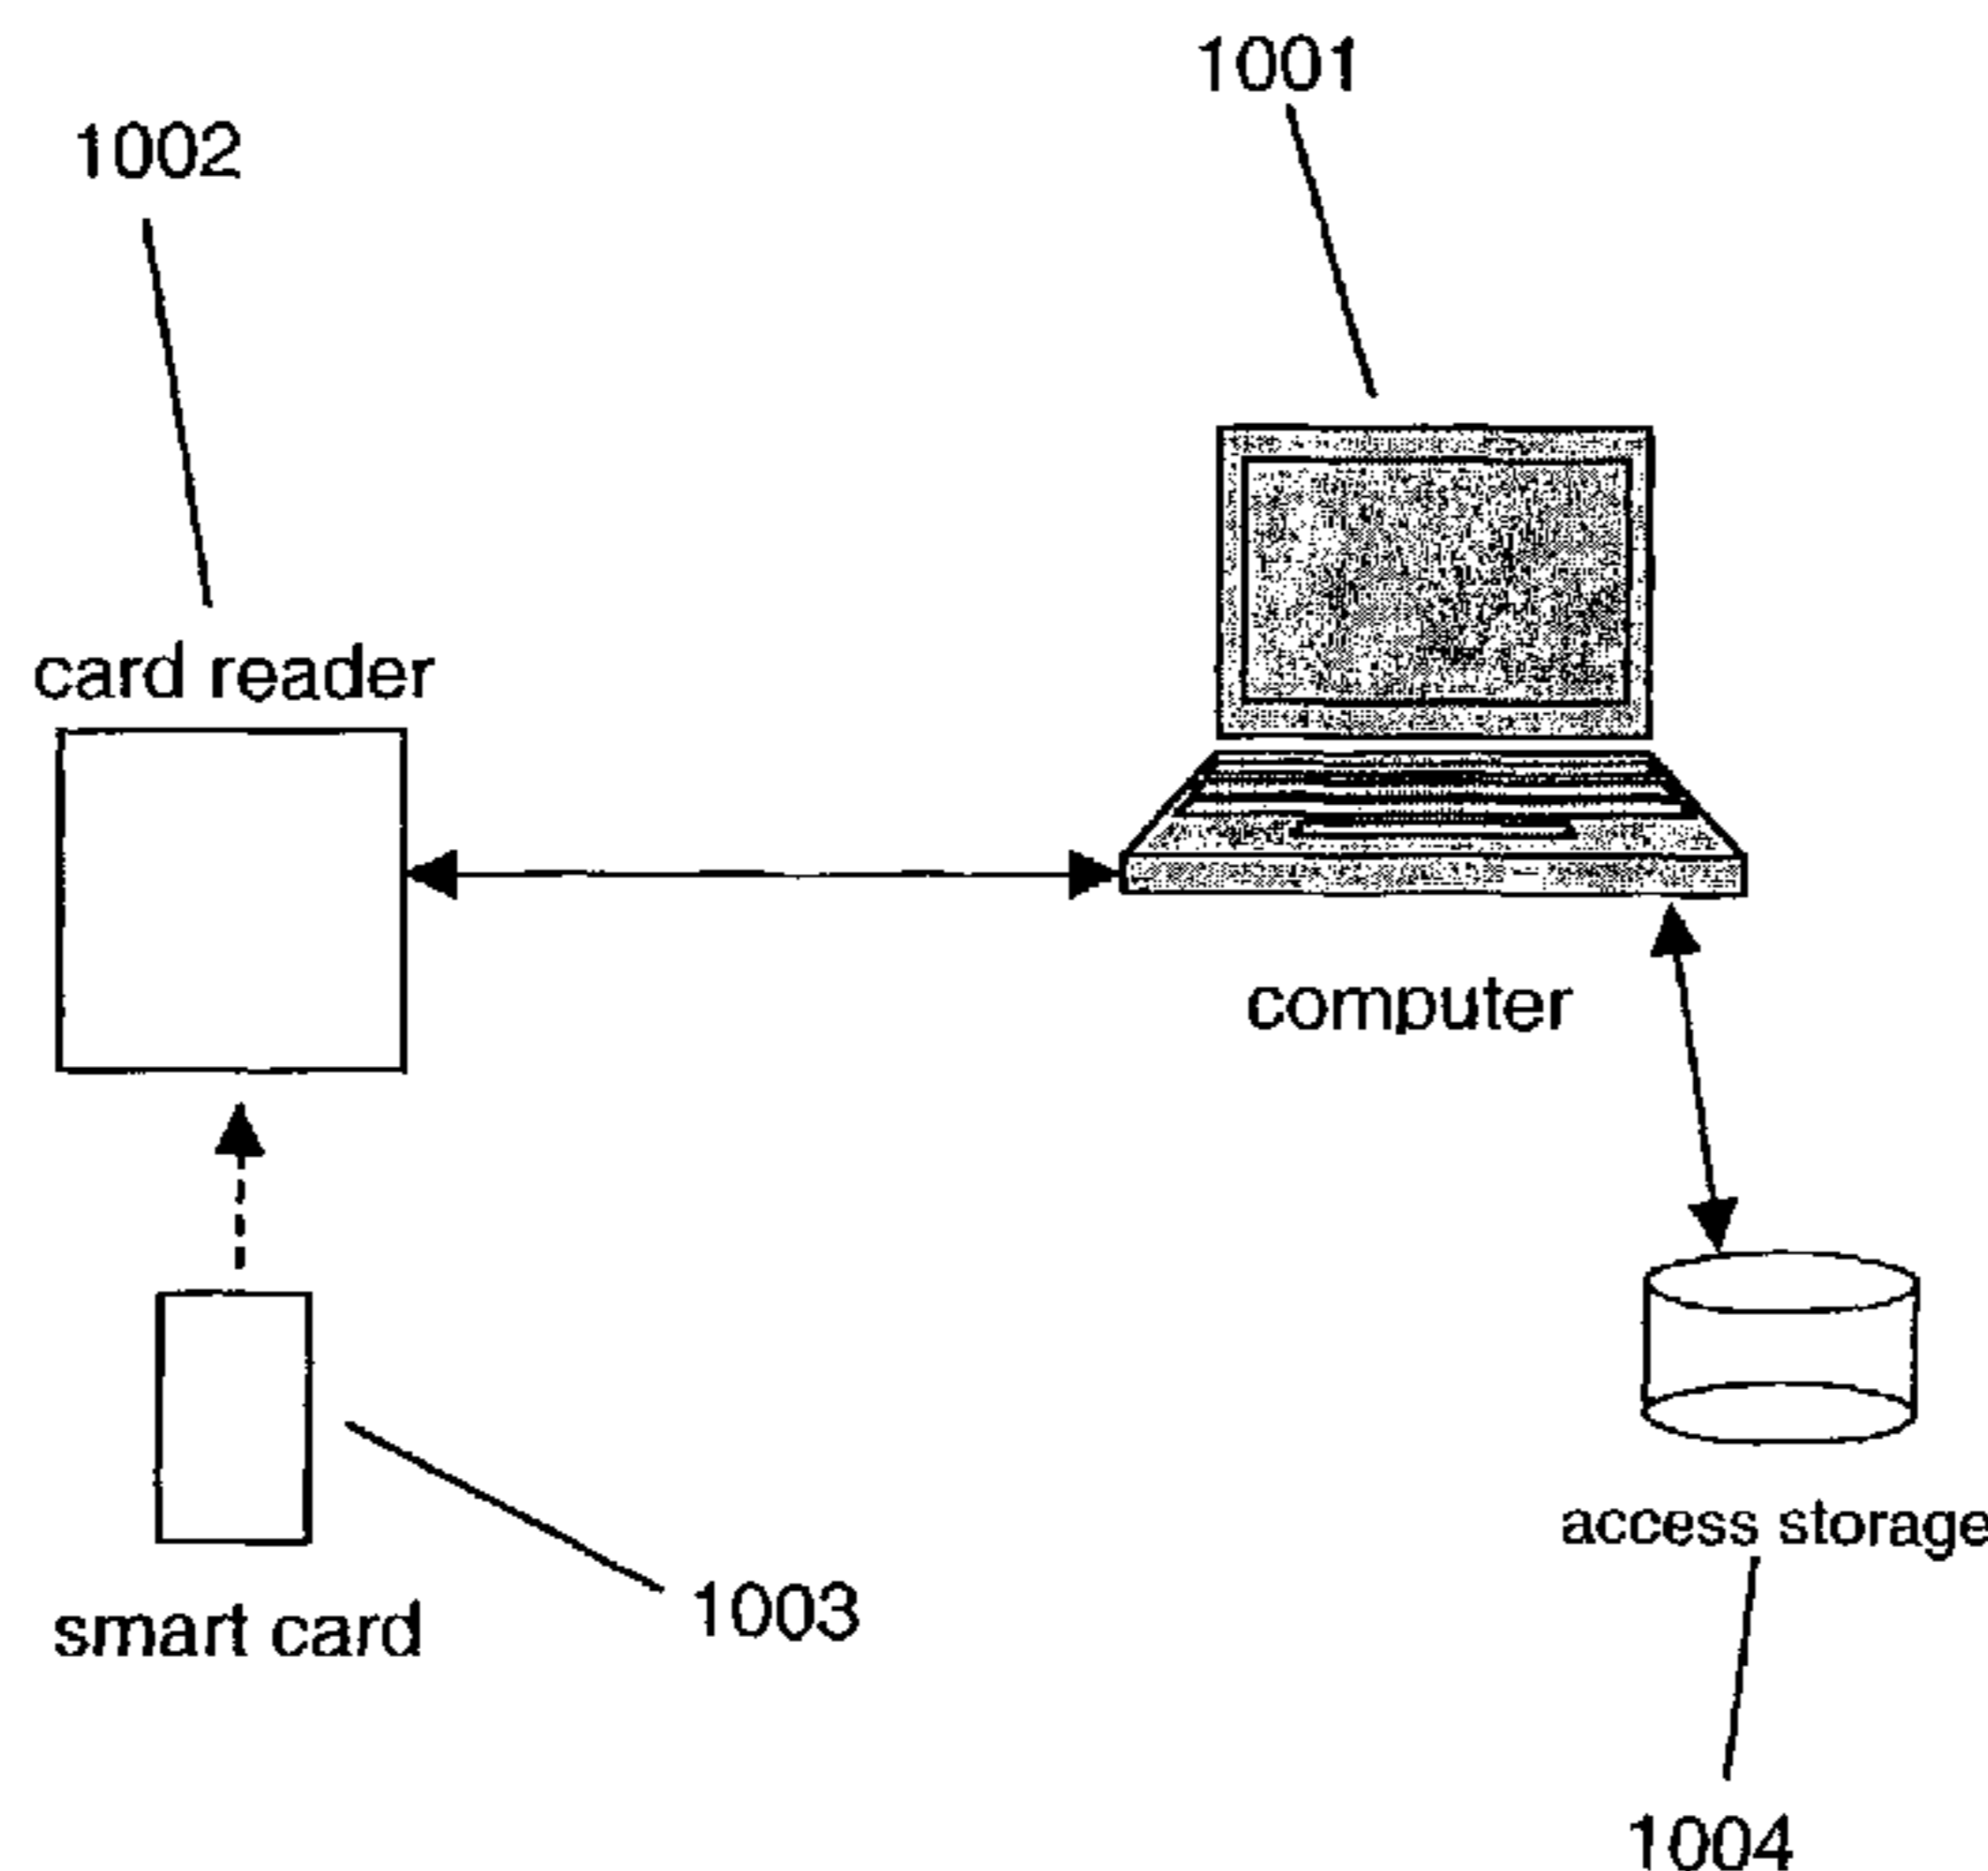 1001
1002
card reader
computer
access storage
smart card
1003
1004